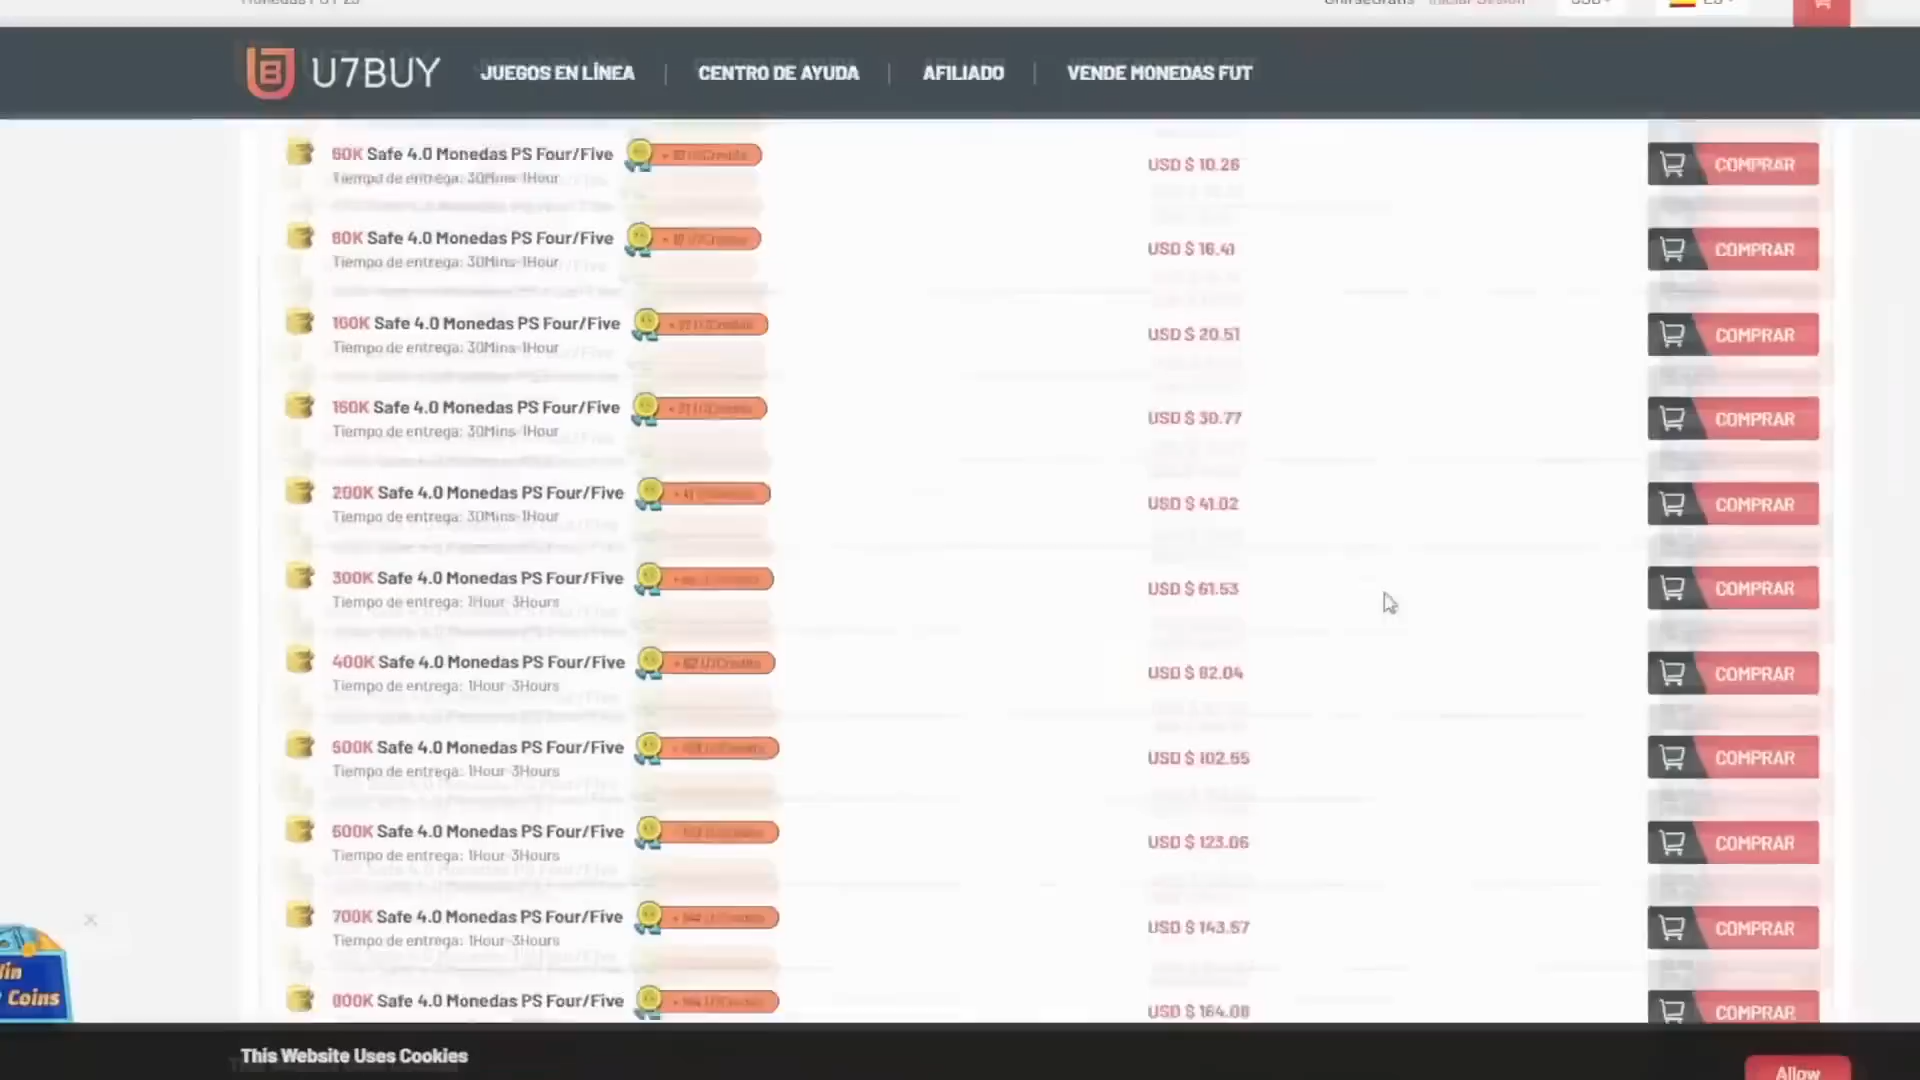 U7BUY JUEGOS EN LÍNEA CENTRO DE AYUDA AFILIADO VENDE MONEDAS FUT
60K Safe 4.0 Monedas PS Four/Five USD $ 10.26 COMPRAR
Tiempo de entrega: 30Mins-1Hour
80K Safe 4.0 Monedas PS Four/Five USD $ 16.41 COMPRAR
Tiempo de entrega: 30Mins-1Hour
100K Safe 4.0 Monedas PS Four/Five USD $ 20.51 COMPRAR
Tiempo de entrega: 30Mins-1Hour
150K Safe 4.0 Monedas PS Four/Five USD $ 30.77 COMPRAR
Tiempo de entrega: 30Mins-1Hour
200K Safe 4.0 Monedas PS Four/Five USD $ 41.02 COMPRAR
Tiempo de entrega: 30Mins-1Hour
300K Safe 4.0 Monedas PS Four/Five USD $ 61.53 COMPRAR
Tiempo de entrega: 1Hour-3Hours
400K Safe 4.0 Monedas PS Four/Five USD $ 82.04 COMPRAR
Tiempo de entrega: 1Hour-3Hours
500K Safe 4.0 Monedas PS Four/Five USD $ 102.55 COMPRAR
Tiempo de entrega: 1Hour-3Hours
600K Safe 4.0 Monedas PS Four/Five USD $ 123.06 COMPRAR
Tiempo de entrega: 1Hour-3Hours
700K Safe 4.0 Monedas PS Four/Five USD $ 143.57 COMPRAR
Tiempo de entrega: 1Hour-3Hours
800K Safe 4.0 Monedas PS Four/Five USD $ 164.08 COMPRAR
Coins
This Website Uses Cookies
Allow